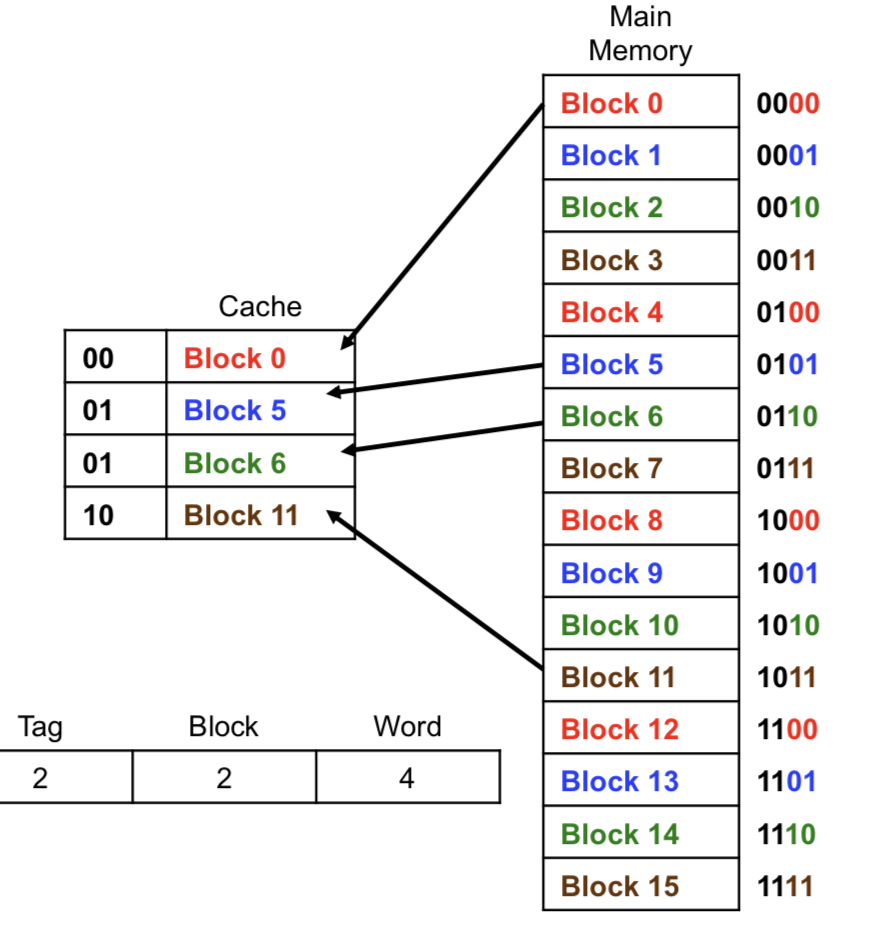 Main
Memory
Block 0 0000
Block 1 0001
Block 2 0010
Block 3 0011
Block 4 0100
Block 5 0101
Block 6 0110
Block 7 0111
Block 8 1000
Block 9 1001
Block 10 1010
Block 11 1011
Block 12 1100
Block 13 1101
Block 14 1110
Block 15 1111
Cache
00 Block 0
01 Block 5
01 Block 6
10 Block 11
Tag Block Word
2 2 4